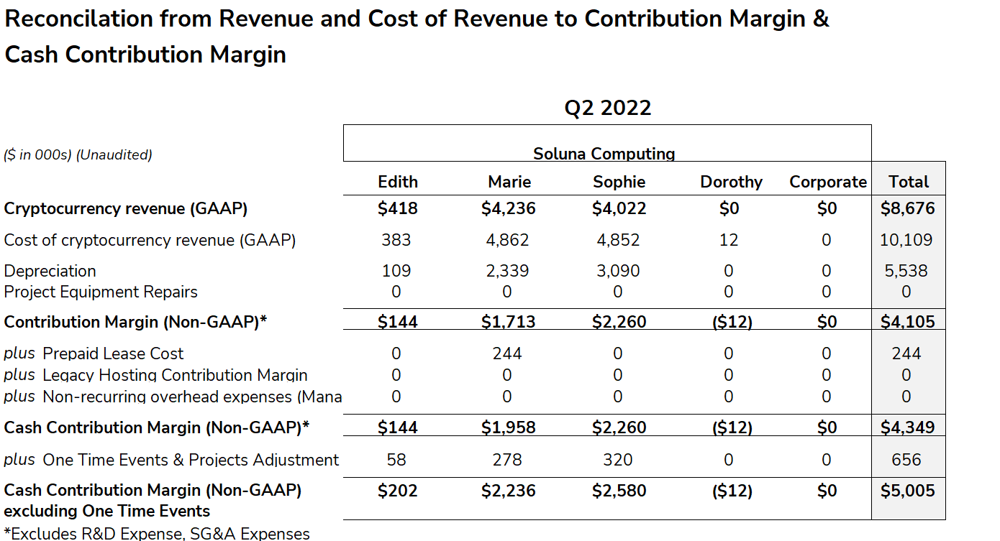 Reconcilation from Revenue and Cost of Revenue to Contribution Margin &
Cash Contribution Margin
Q2 2022
($ in 000s) (Unaudited) Soluna Computing
Edith Marie Sophie Dorothy Corporate Total
Cryptocurrency revenue (GAAP) $418 $4,236 $4,022 $0 $0 $8,676
Cost of cryptocurrency revenue (GAAP) 383 4,862 4,852 12 0 10,109
Depreciation 109 2,339 3,090 0 0 5,538
Project Equipment Repairs 0 0 0 0 0 0
Contribution Margin (Non-GAAP)* $144 $1,713 $2,260 ($12) $0 $4,105
plus Prepaid Lease Cost 0 244 0 0 0 244
plus Legacy Hosting Contribution Margin 0 0 0 0 0 0
plus Non-recurring overhead expenses (Mana 0 0 0 0 0 0
Cash Contribution Margin (Non-GAAP)* $144 $1,958 $2,260 ($12) $0 $4,349
plus One Time Events & Projects Adjustment 58 278 320 0 0 656
Cash Contribution Margin (Non-GAAP) $202 $2,236 $2,580 ($12) $0 $5,005
excluding One Time Events
*Excludes R&D Expense, SG&A Expenses